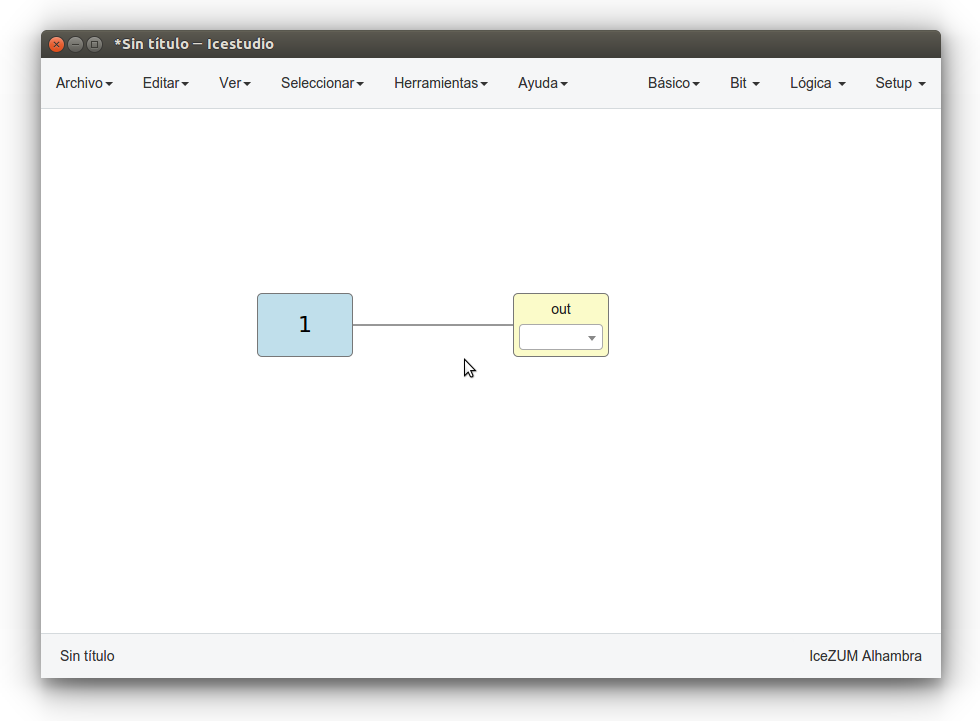 *Sin título – Icestudio
Archivo Editar Ver Seleccionar Herramientas Ayuda Básico Bit Lógica Setup
1
out
Sin título IceZUM Alhambra